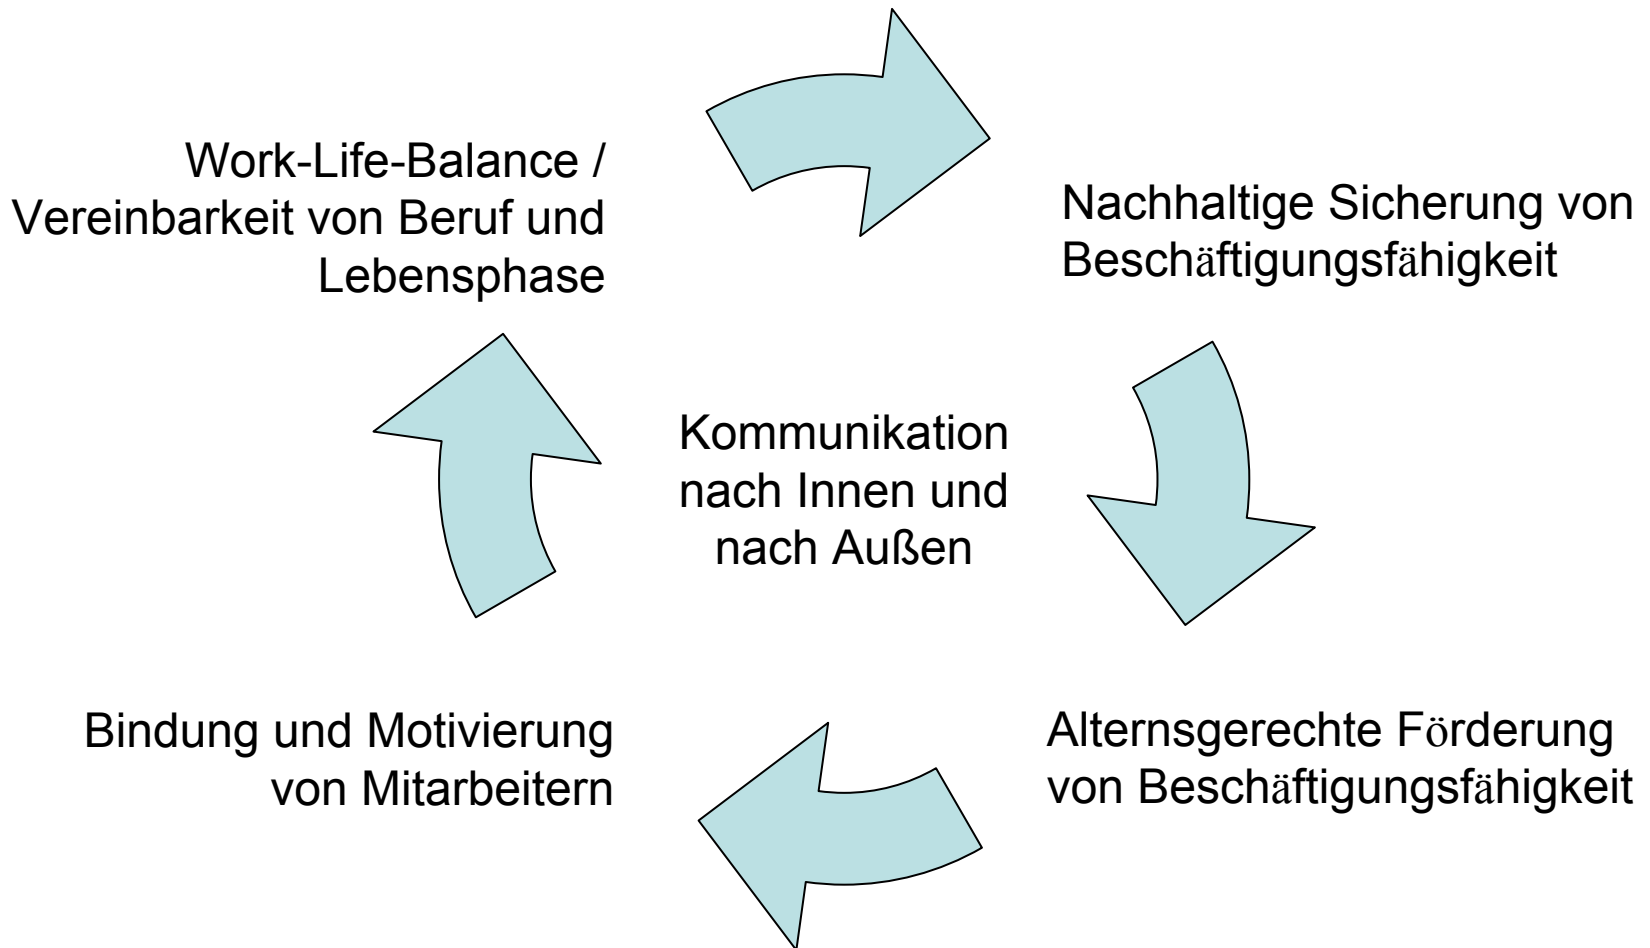 Work-Life-Balance /
Vereinbarkeit von Beruf und
Lebensphase
Nachhaltige Sicherung von
Beschäftigungsfähigkeit
Kommunikation
nach Innen und
nach Außen
Bindung und Motivierung
von Mitarbeitern
Alternsgerechte Förderung
von Beschäftigungsfähigkeit